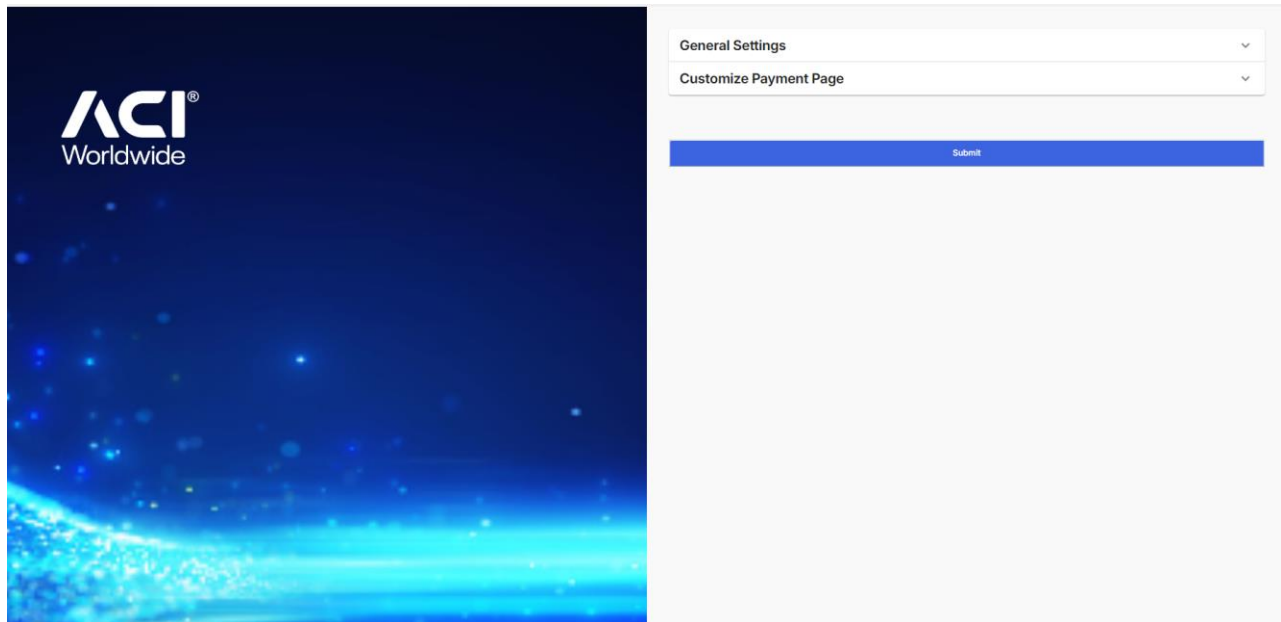 ACI®
Worldwide
General Settings
Customize Payment Page
Submit